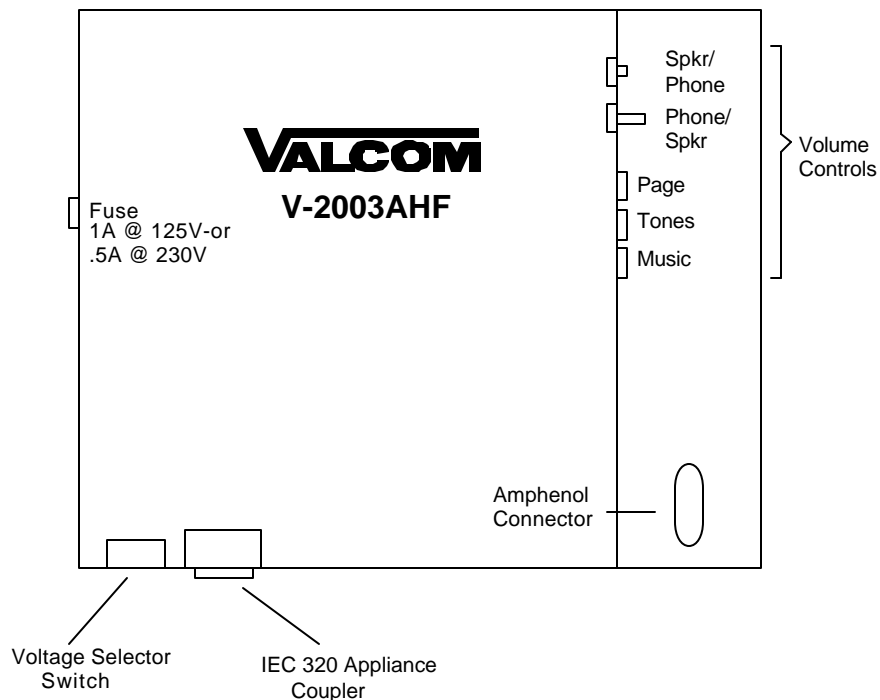 Spkr/
Phone
Phone/
Spkr
Volume
Controls
VALCOM
V-2003AHF
Page
Tones
Music
Fuse
1A @ 125V-or
.5A @ 230V
Amphenol
Connector
Voltage Selector
Switch
IEC 320 Appliance
Coupler